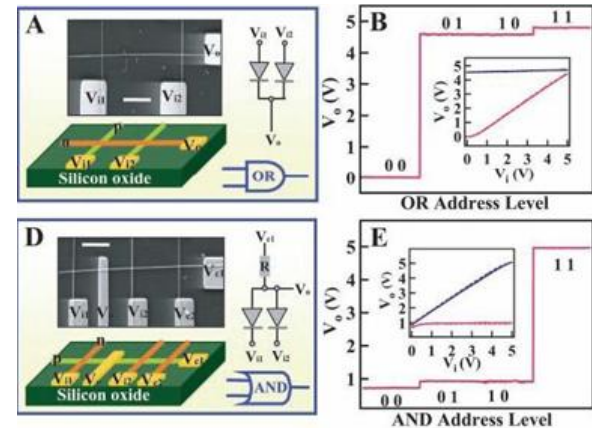 A
Vi1
Vi2
Vo
Vi1 Vi2
Vo
n
p
Vi1
Vi2
Silicon oxide
OR
B
Vo (V)
5
4
3
2
1
0
0 0
0 1
1 0
1 1
Vo (V)
5
4
3
2
1
0
0 1 2 3 4 5
Vi (V)
OR Address Level
D
Vi1
Vi2
Vc2
Vc1
Vc1
R
Vo
Vi1 Vi2
p
n
Vi1
Vi2
Vc2
Vc1
Silicon oxide
AND
E
Vo (V)
5
4
3
2
1
0 0
0 1
1 0
1 1
Vo (V)
5
4
3
2
1
0
0 1 2 3 4 5
Vi (V)
AND Address Level